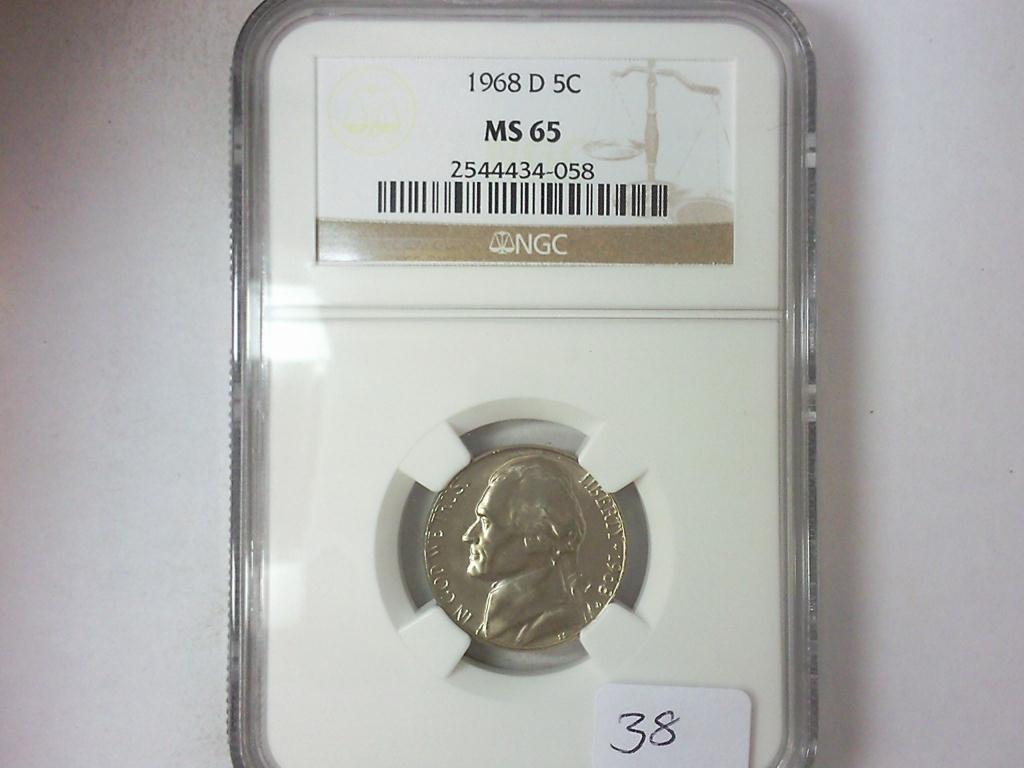 1968 D 5C
MS 65
2544434-058
NGC
IN GOD WE TRUST
LIBERTY ★ 1968
38